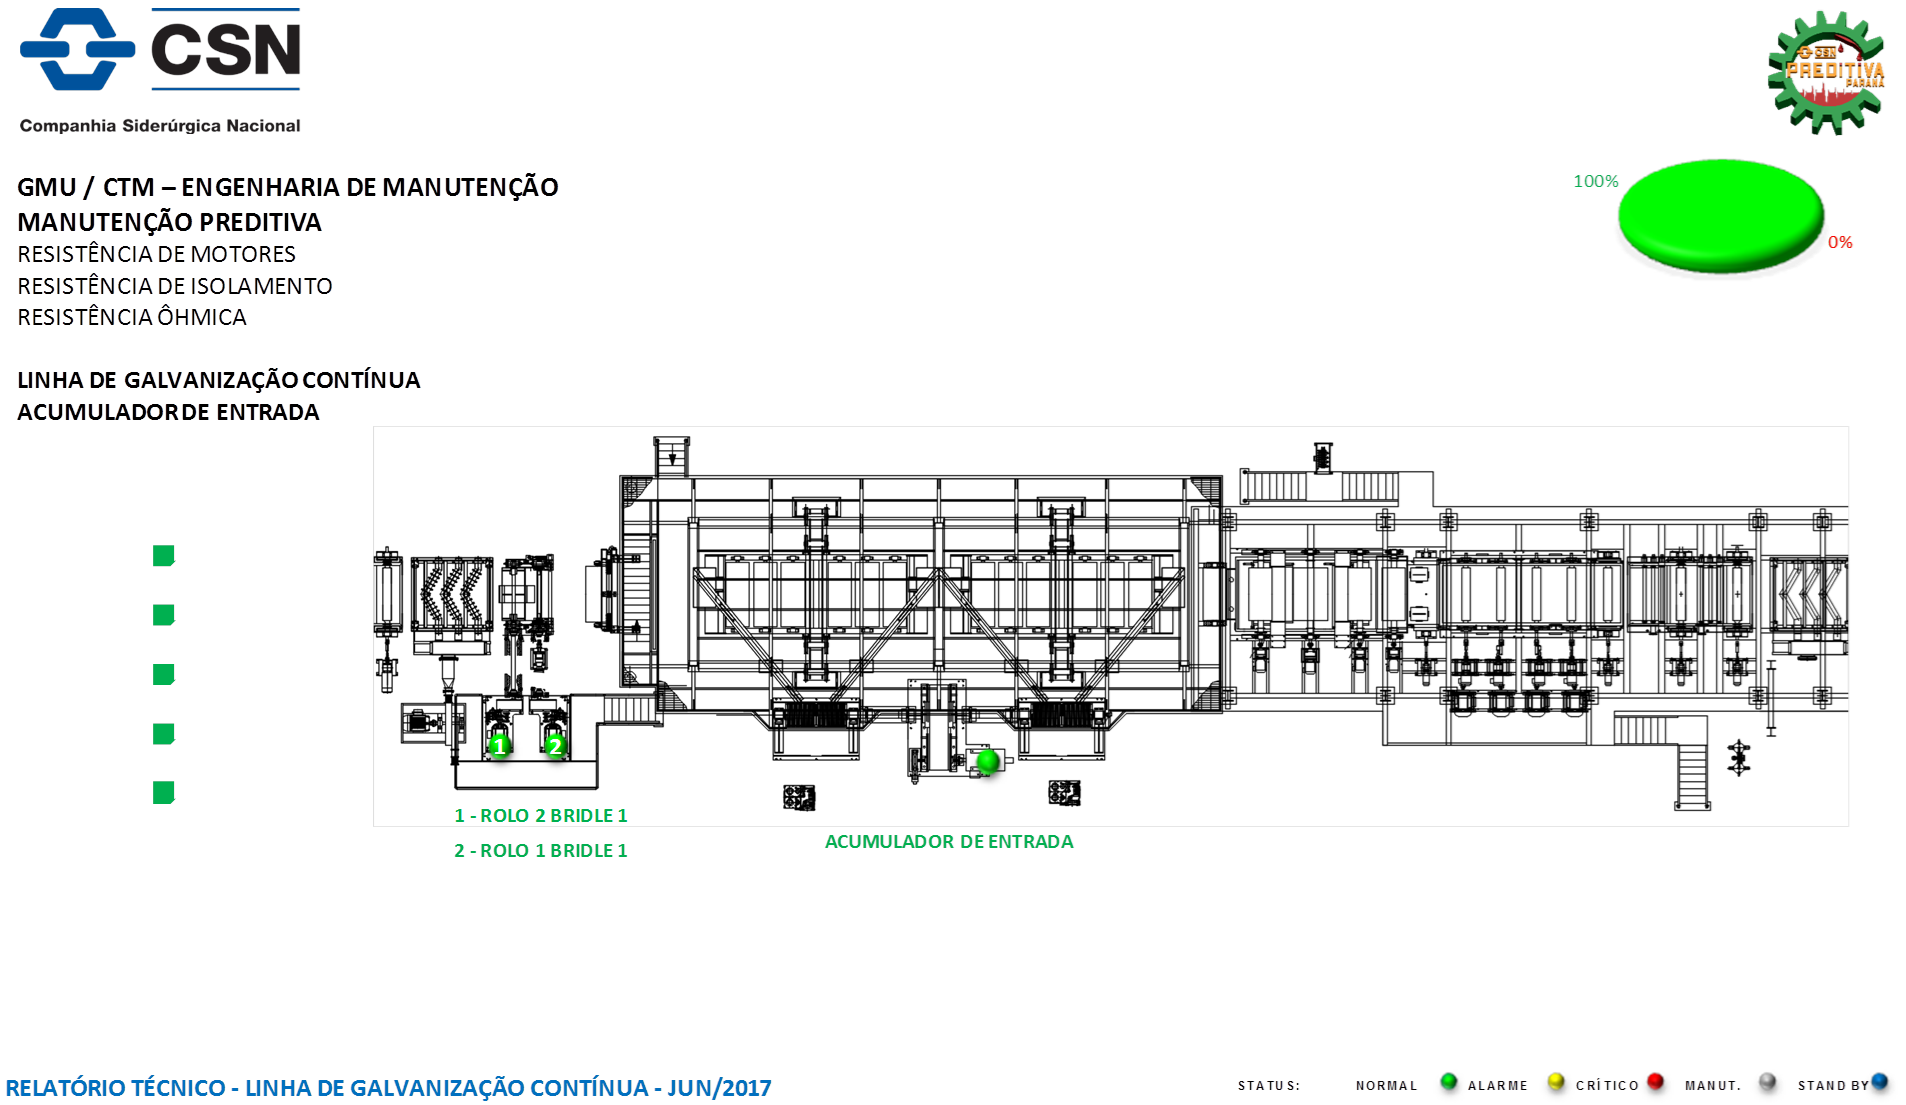 CSN
Companhia Siderúrgica Nacional
CSN
PREDITIVA
PARANÁ
GMU / CTM – ENGENHARIA DE MANUTENÇÃO
MANUTENÇÃO PREDITIVA
RESISTÊNCIA DE MOTORES
RESISTÊNCIA DE ISOLAMENTO
RESISTÊNCIA ÔHMICA
100%
0%
LINHA DE GALVANIZAÇÃO CONTÍNUA
ACUMULADOR DE ENTRADA
1
2
1 - ROLO 2 BRIDLE 1
2 - ROLO 1 BRIDLE 1
ACUMULADOR DE ENTRADA
RELATÓRIO TÉCNICO - LINHA DE GALVANIZAÇÃO CONTÍNUA - JUN/2017
STATUS: NORMAL ALARME CRÍTICO MANUT. STAND BY